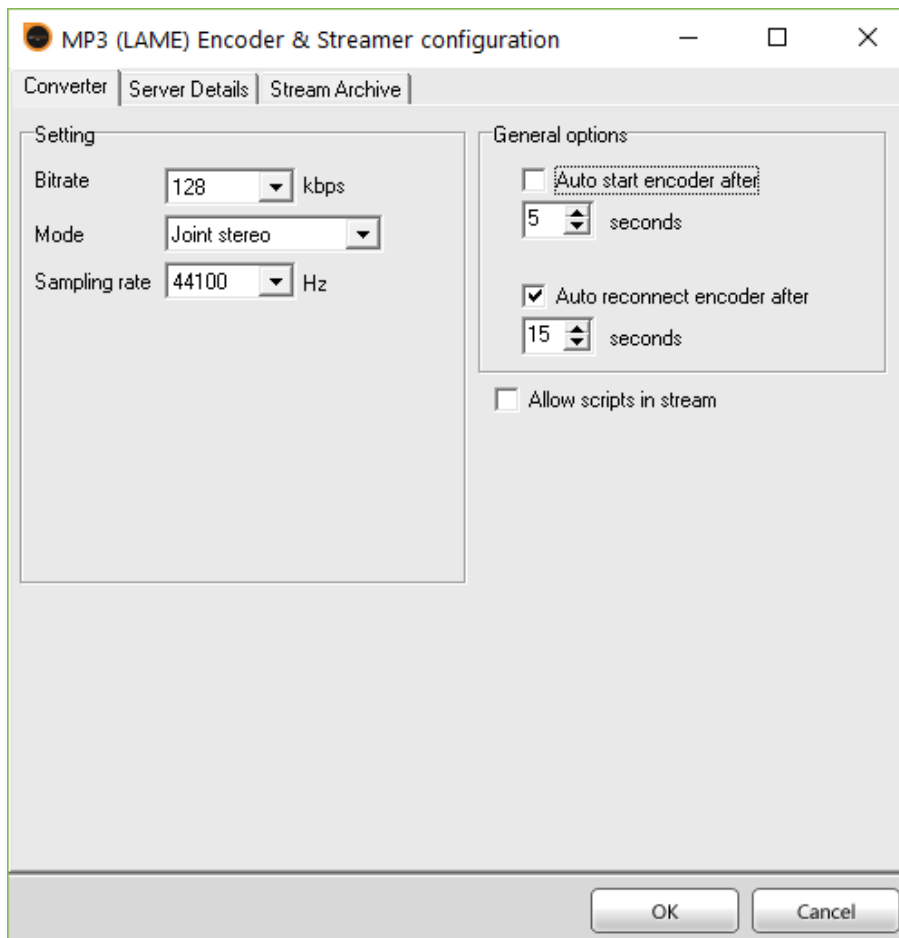 MP3 (LAME) Encoder & Streamer configuration
Converter Server Details Stream Archive
Setting
Bitrate 128 kbps
Mode Joint stereo
Sampling rate 44100 Hz
General options
Auto start encoder after
5 seconds
Auto reconnect encoder after
15 seconds
Allow scripts in stream
OK Cancel